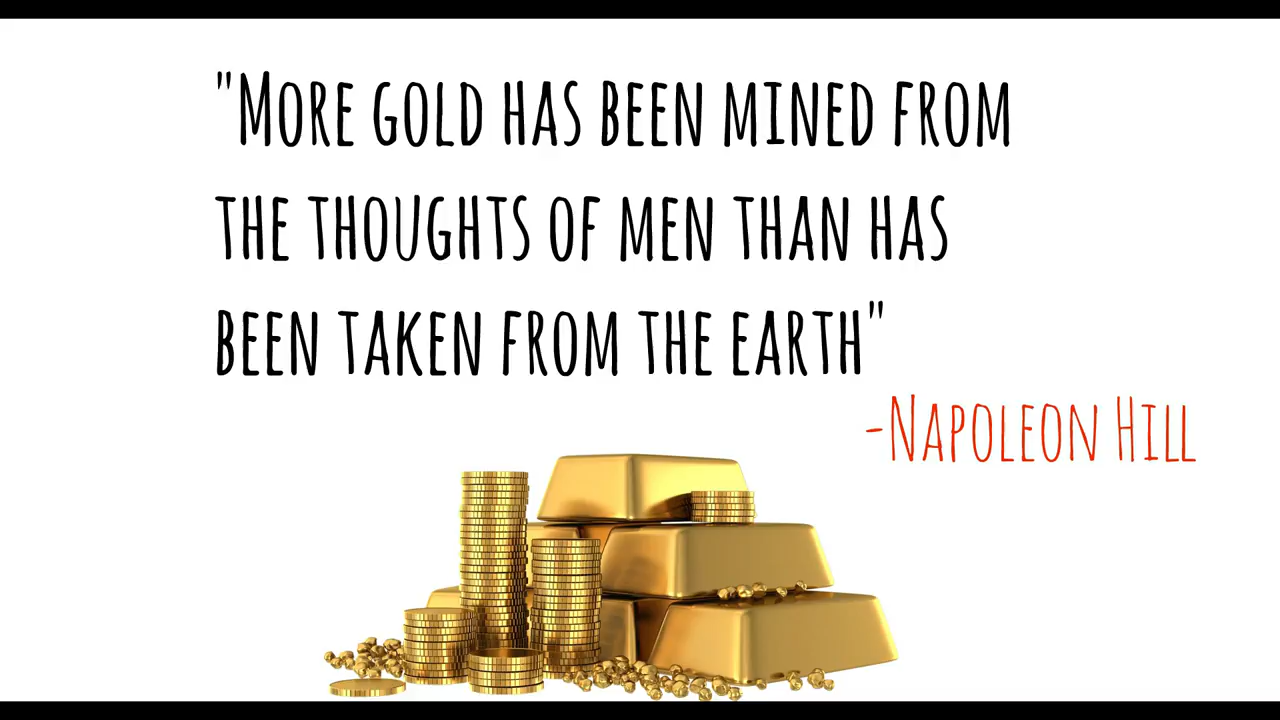 "More gold has been mined from
the thoughts of men than has
been taken from the earth"
-Napoleon Hill